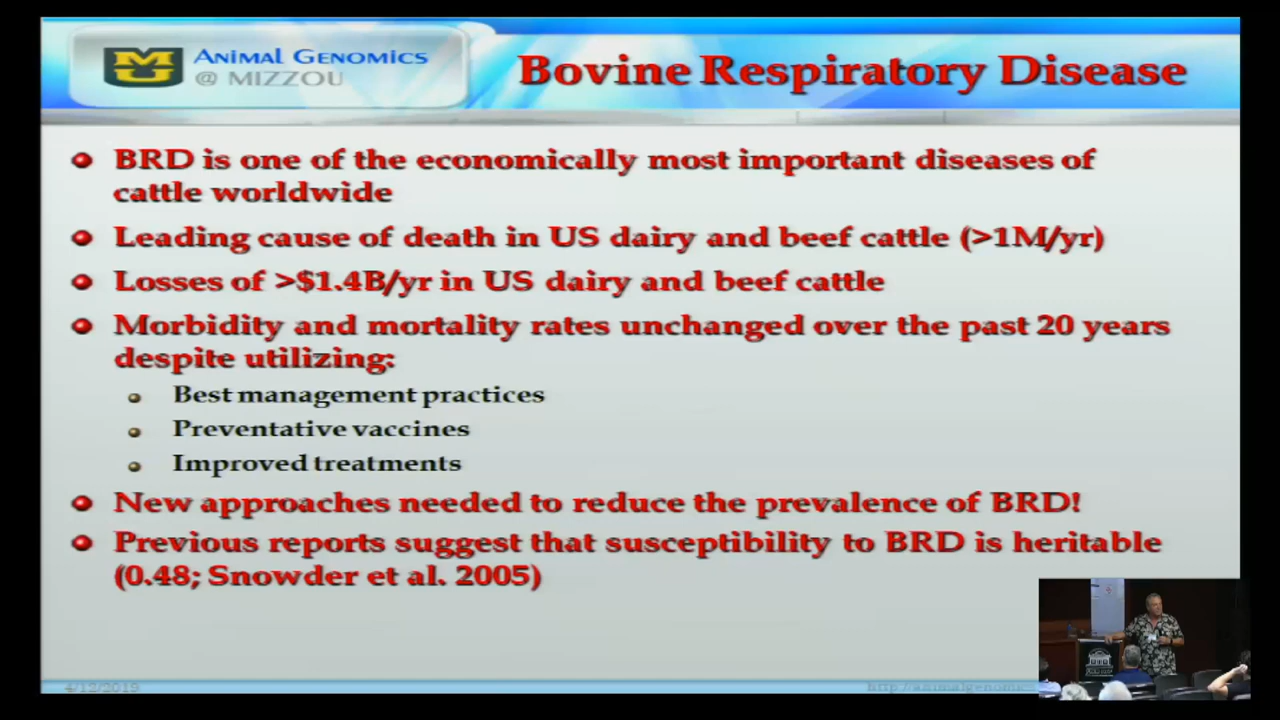 MU
ANIMAL GENOMICS
@ MIZZOU
Bovine Respiratory Disease
BRD is one of the economically most important diseases of
cattle worldwide
Leading cause of death in US dairy and beef cattle (>1M/yr)
Losses of >$1.4B/yr in US dairy and beef cattle
Morbidity and mortality rates unchanged over the past 20 years
despite utilizing:
Best management practices
Preventative vaccines
Improved treatments
New approaches needed to reduce the prevalence of BRD!
Previous reports suggest that susceptibility to BRD is heritable
(0.48; Snowder et al. 2005)
4/12/2019